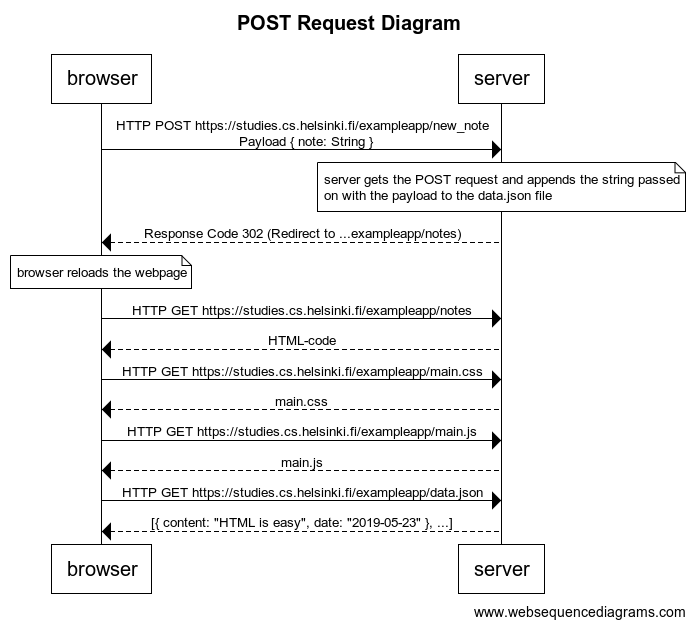 POST Request Diagram
browser
server
HTTP POST https://studies.cs.helsinki.fi/exampleapp/new_note
Payload { note: String }
server gets the POST request and appends the string passed
on with the payload to the data.json file
Response Code 302 (Redirect to ...exampleapp/notes)
browser reloads the webpage
HTTP GET https://studies.cs.helsinki.fi/exampleapp/notes
HTML-code
HTTP GET https://studies.cs.helsinki.fi/exampleapp/main.css
main.css
HTTP GET https://studies.cs.helsinki.fi/exampleapp/main.js
main.js
HTTP GET https://studies.cs.helsinki.fi/exampleapp/data.json
[{ content: "HTML is easy", date: "2019-05-23" }, ...]
browser
server
www.websequencediagrams.com